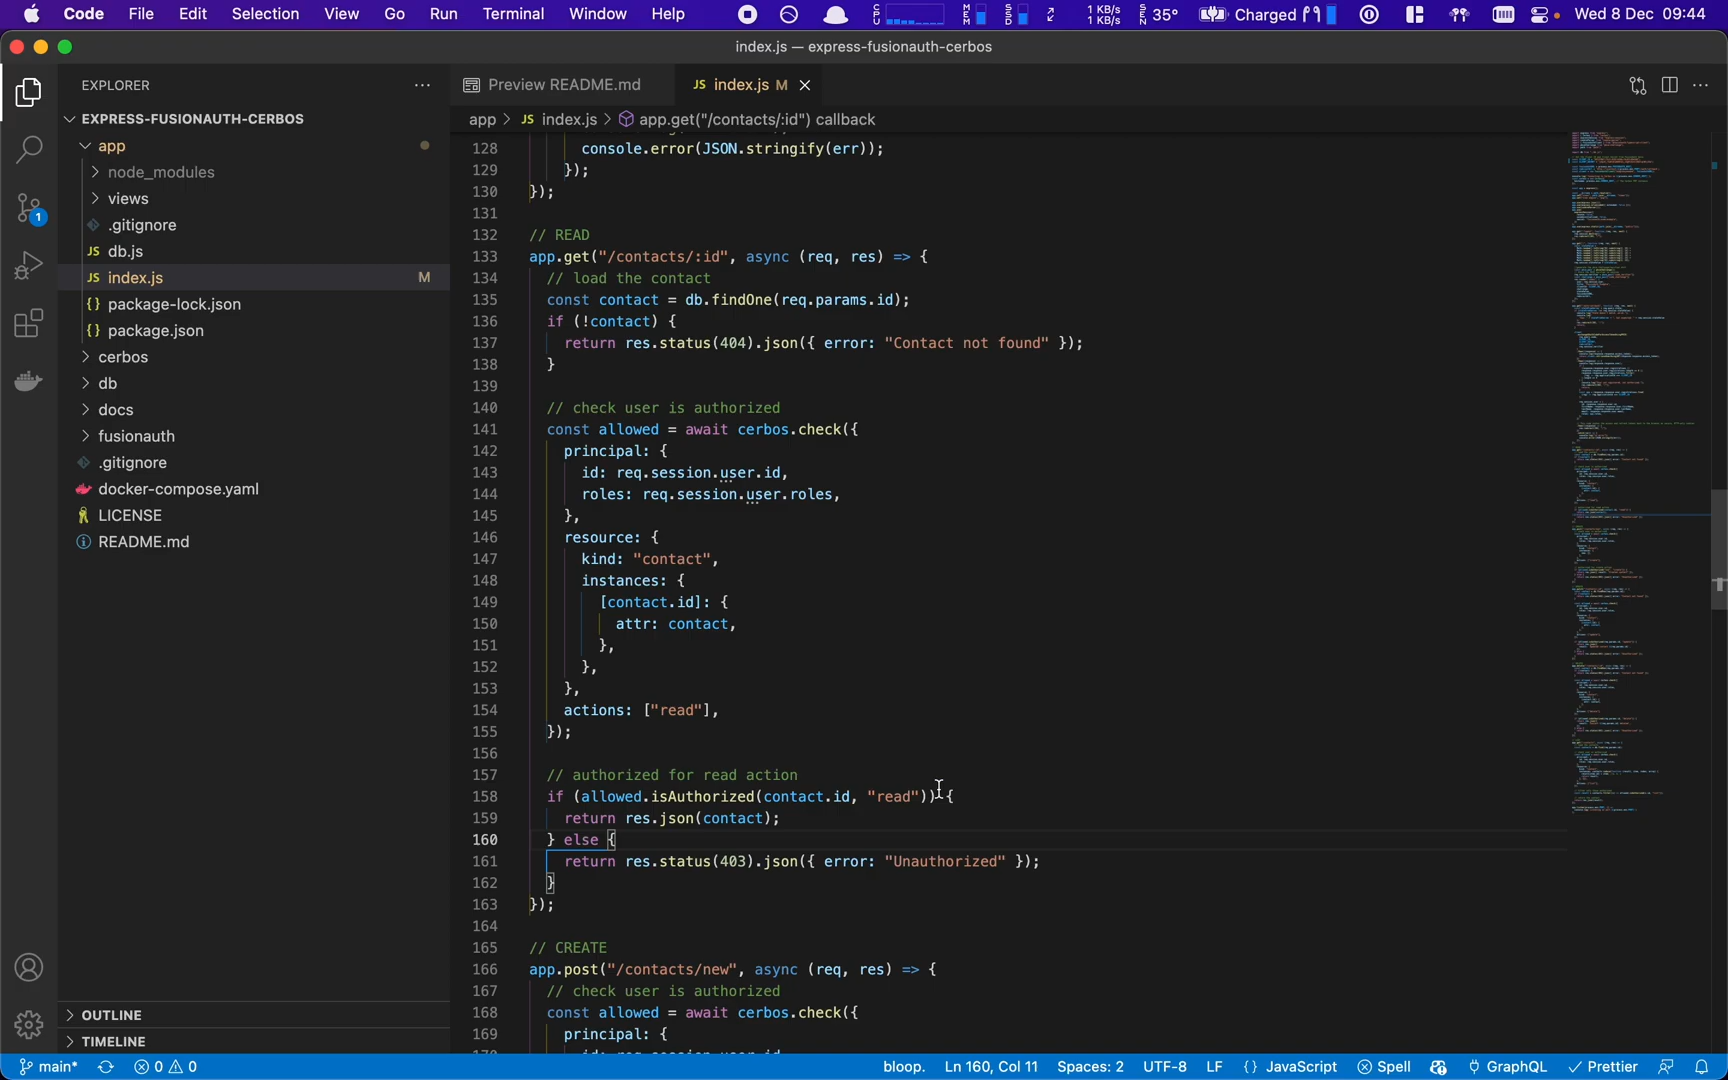 Code File Edit Selection View Go Run Terminal Window Help 1 KB/s 1 KB/s 35° Charged Wed 8 Dec 09:44
index.js — express-fusionauth-cerbos
EXPLORER
EXPRESS-FUSIONAUTH-CERBOS
app
node_modules
views
.gitignore
JS db.js
JS index.js M
{} package-lock.json
{} package.json
cerbos
db
docs
fusionauth
.gitignore
docker-compose.yaml
LICENSE
README.md
OUTLINE
TIMELINE
Preview README.md
JS index.js M
app > JS index.js > app.get("/contacts/:id") callback
128 console.error(JSON.stringify(err));
129 });
130 });
131
132 // READ
133 app.get("/contacts/:id", async (req, res) => {
134 // load the contact
135 const contact = db.findOne(req.params.id);
136 if (!contact) {
137 return res.status(404).json({ error: "Contact not found" });
138 }
139
140 // check user is authorized
141 const allowed = await cerbos.check({
142 principal: {
143 id: req.session.user.id,
144 roles: req.session.user.roles,
145 },
146 resource: {
147 kind: "contact",
148 instances: {
149 [contact.id]: {
150 attr: contact,
151 },
152 },
153 },
154 actions: ["read"],
155 });
156
157 // authorized for read action
158 if (allowed.isAuthorized(contact.id, "read")) {
159 return res.json(contact);
160 } else {
161 return res.status(403).json({ error: "Unauthorized" });
162 }
163 });
164
165 // CREATE
166 app.post("/contacts/new", async (req, res) => {
167 // check user is authorized
168 const allowed = await cerbos.check({
169 principal: {
main* 0 0 bloop. Ln 160, Col 11 Spaces: 2 UTF-8 LF {} JavaScript Spell GraphQL Prettier